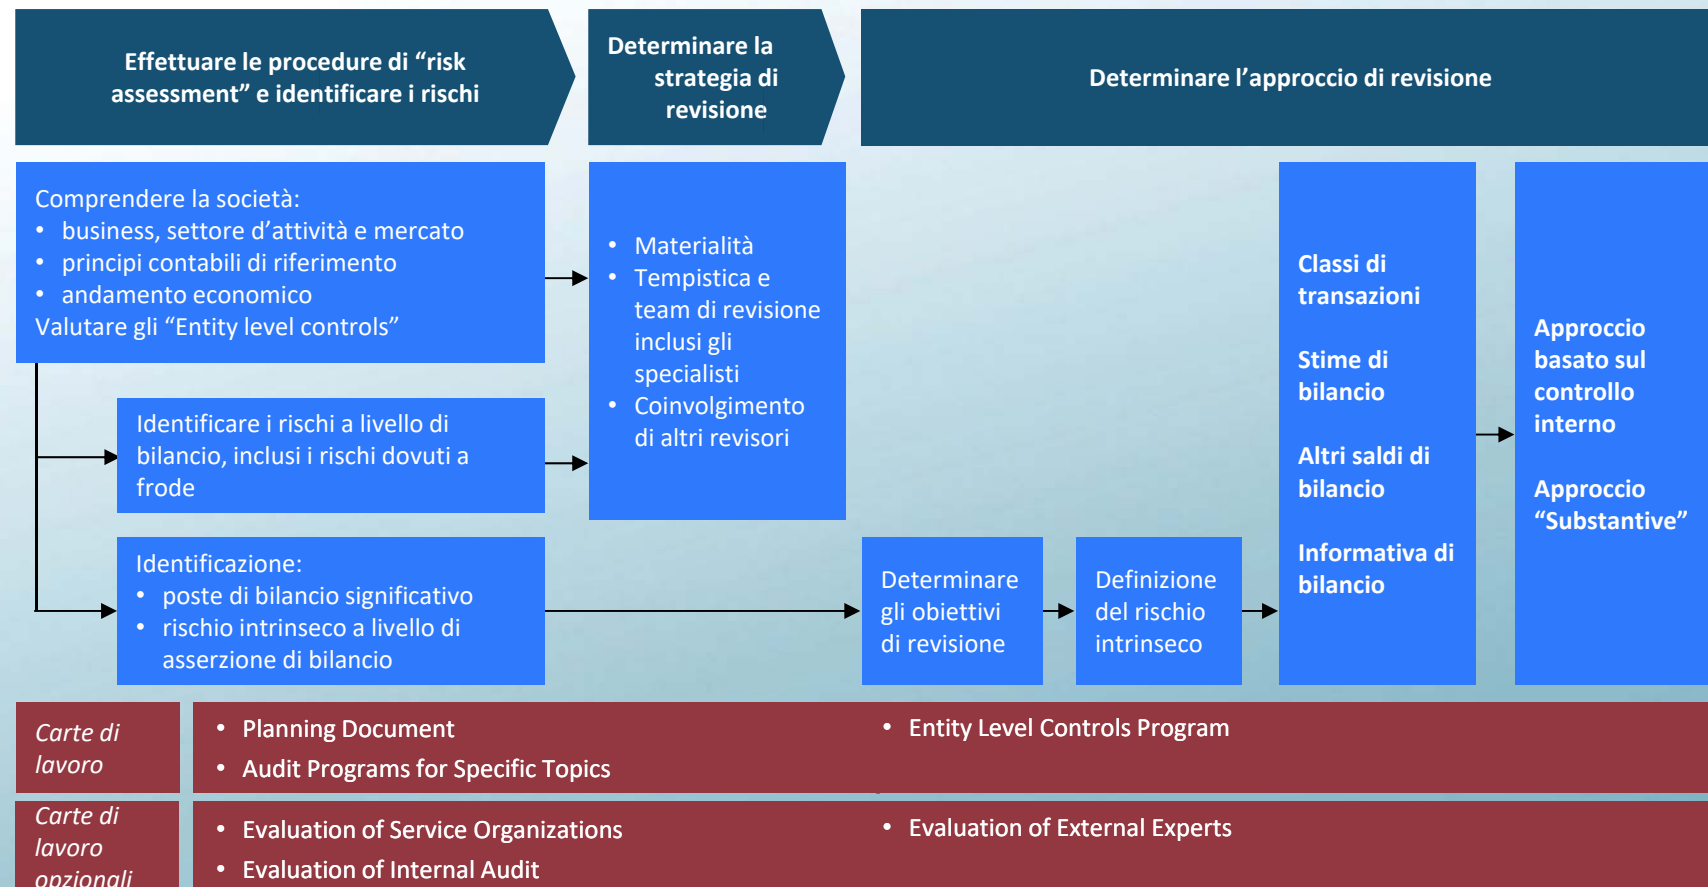 Effettuare le procedure di “risk
assessment” e identificare i rischi
Determinare la
strategia di
revisione
Determinare l’approccio di revisione
Comprendere la società:
• business, settore d’attività e mercato
• principi contabili di riferimento
• andamento economico
Valutare gli “Entity level controls”
Identificare i rischi a livello di
bilancio, inclusi i rischi dovuti a
frode
Identificazione:
• poste di bilancio significativo
• rischio intrinseco a livello di
asserzione di bilancio
• Materialità
• Tempistica e
team di revisione
inclusi gli
specialisti
• Coinvolgimento
di altri revisori
Determinare
gli obiettivi
di revisione
Definizione
del rischio
intrinseco
Classi di
transazioni
Stime di
bilancio
Altri saldi di
bilancio
Informativa di
bilancio
Approccio
basato sul
controllo
interno
Approccio
“Substantive”
Carte di
lavoro
• Planning Document
• Audit Programs for Specific Topics
• Entity Level Controls Program
Carte di
lavoro
opzionali
• Evaluation of Service Organizations
• Evaluation of Internal Audit
• Evaluation of External Experts